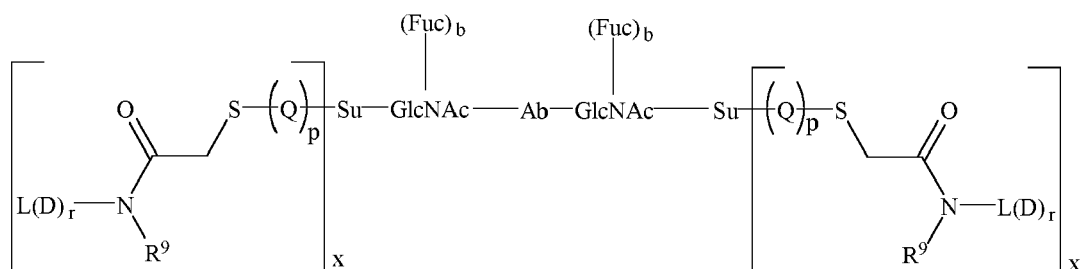 (Fuc)b (Fuc)b
O S (Q)p Su GlcNAc Ab GlcNAc Su (Q)p S O
L(D)r N N L(D)r
R9 R9
x x